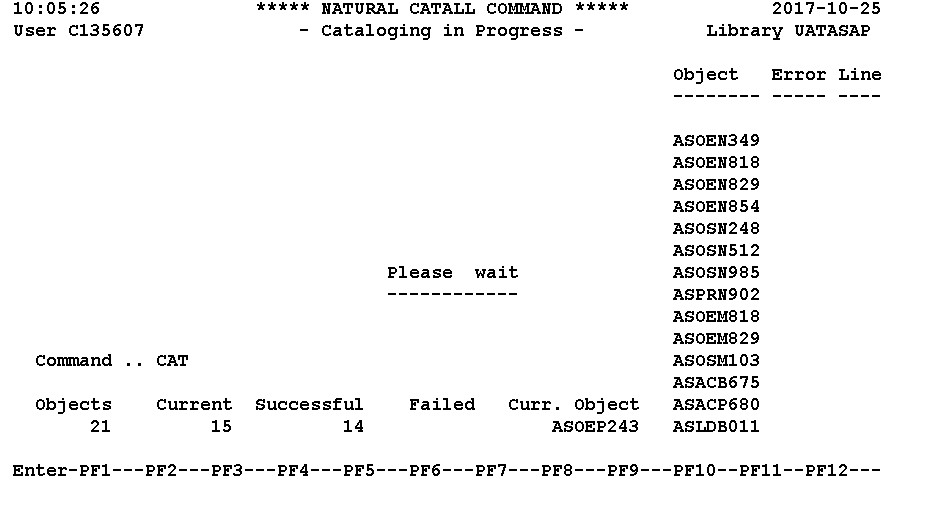 10:05:26 ***** NATURAL CATALL COMMAND ***** 2017-10-25
User C135607 - Cataloging in Progress - Library UATASAP
Object Error Line
-------- ----- ----
ASOEN349
ASOEN818
ASOEN829
ASOEN854
ASOSN248
ASOSN512
Please wait ASOSN985
------------ ASPRN902
ASOEM818
ASOEM829
Command .. CAT ASOSM103
ASACB675
Objects Current Successful Failed Curr. Object ASACP680
21 15 14 ASOEP243 ASLDB011
Enter-PF1---PF2---PF3---PF4---PF5---PF6---PF7---PF8---PF9---PF10--PF11--PF12---